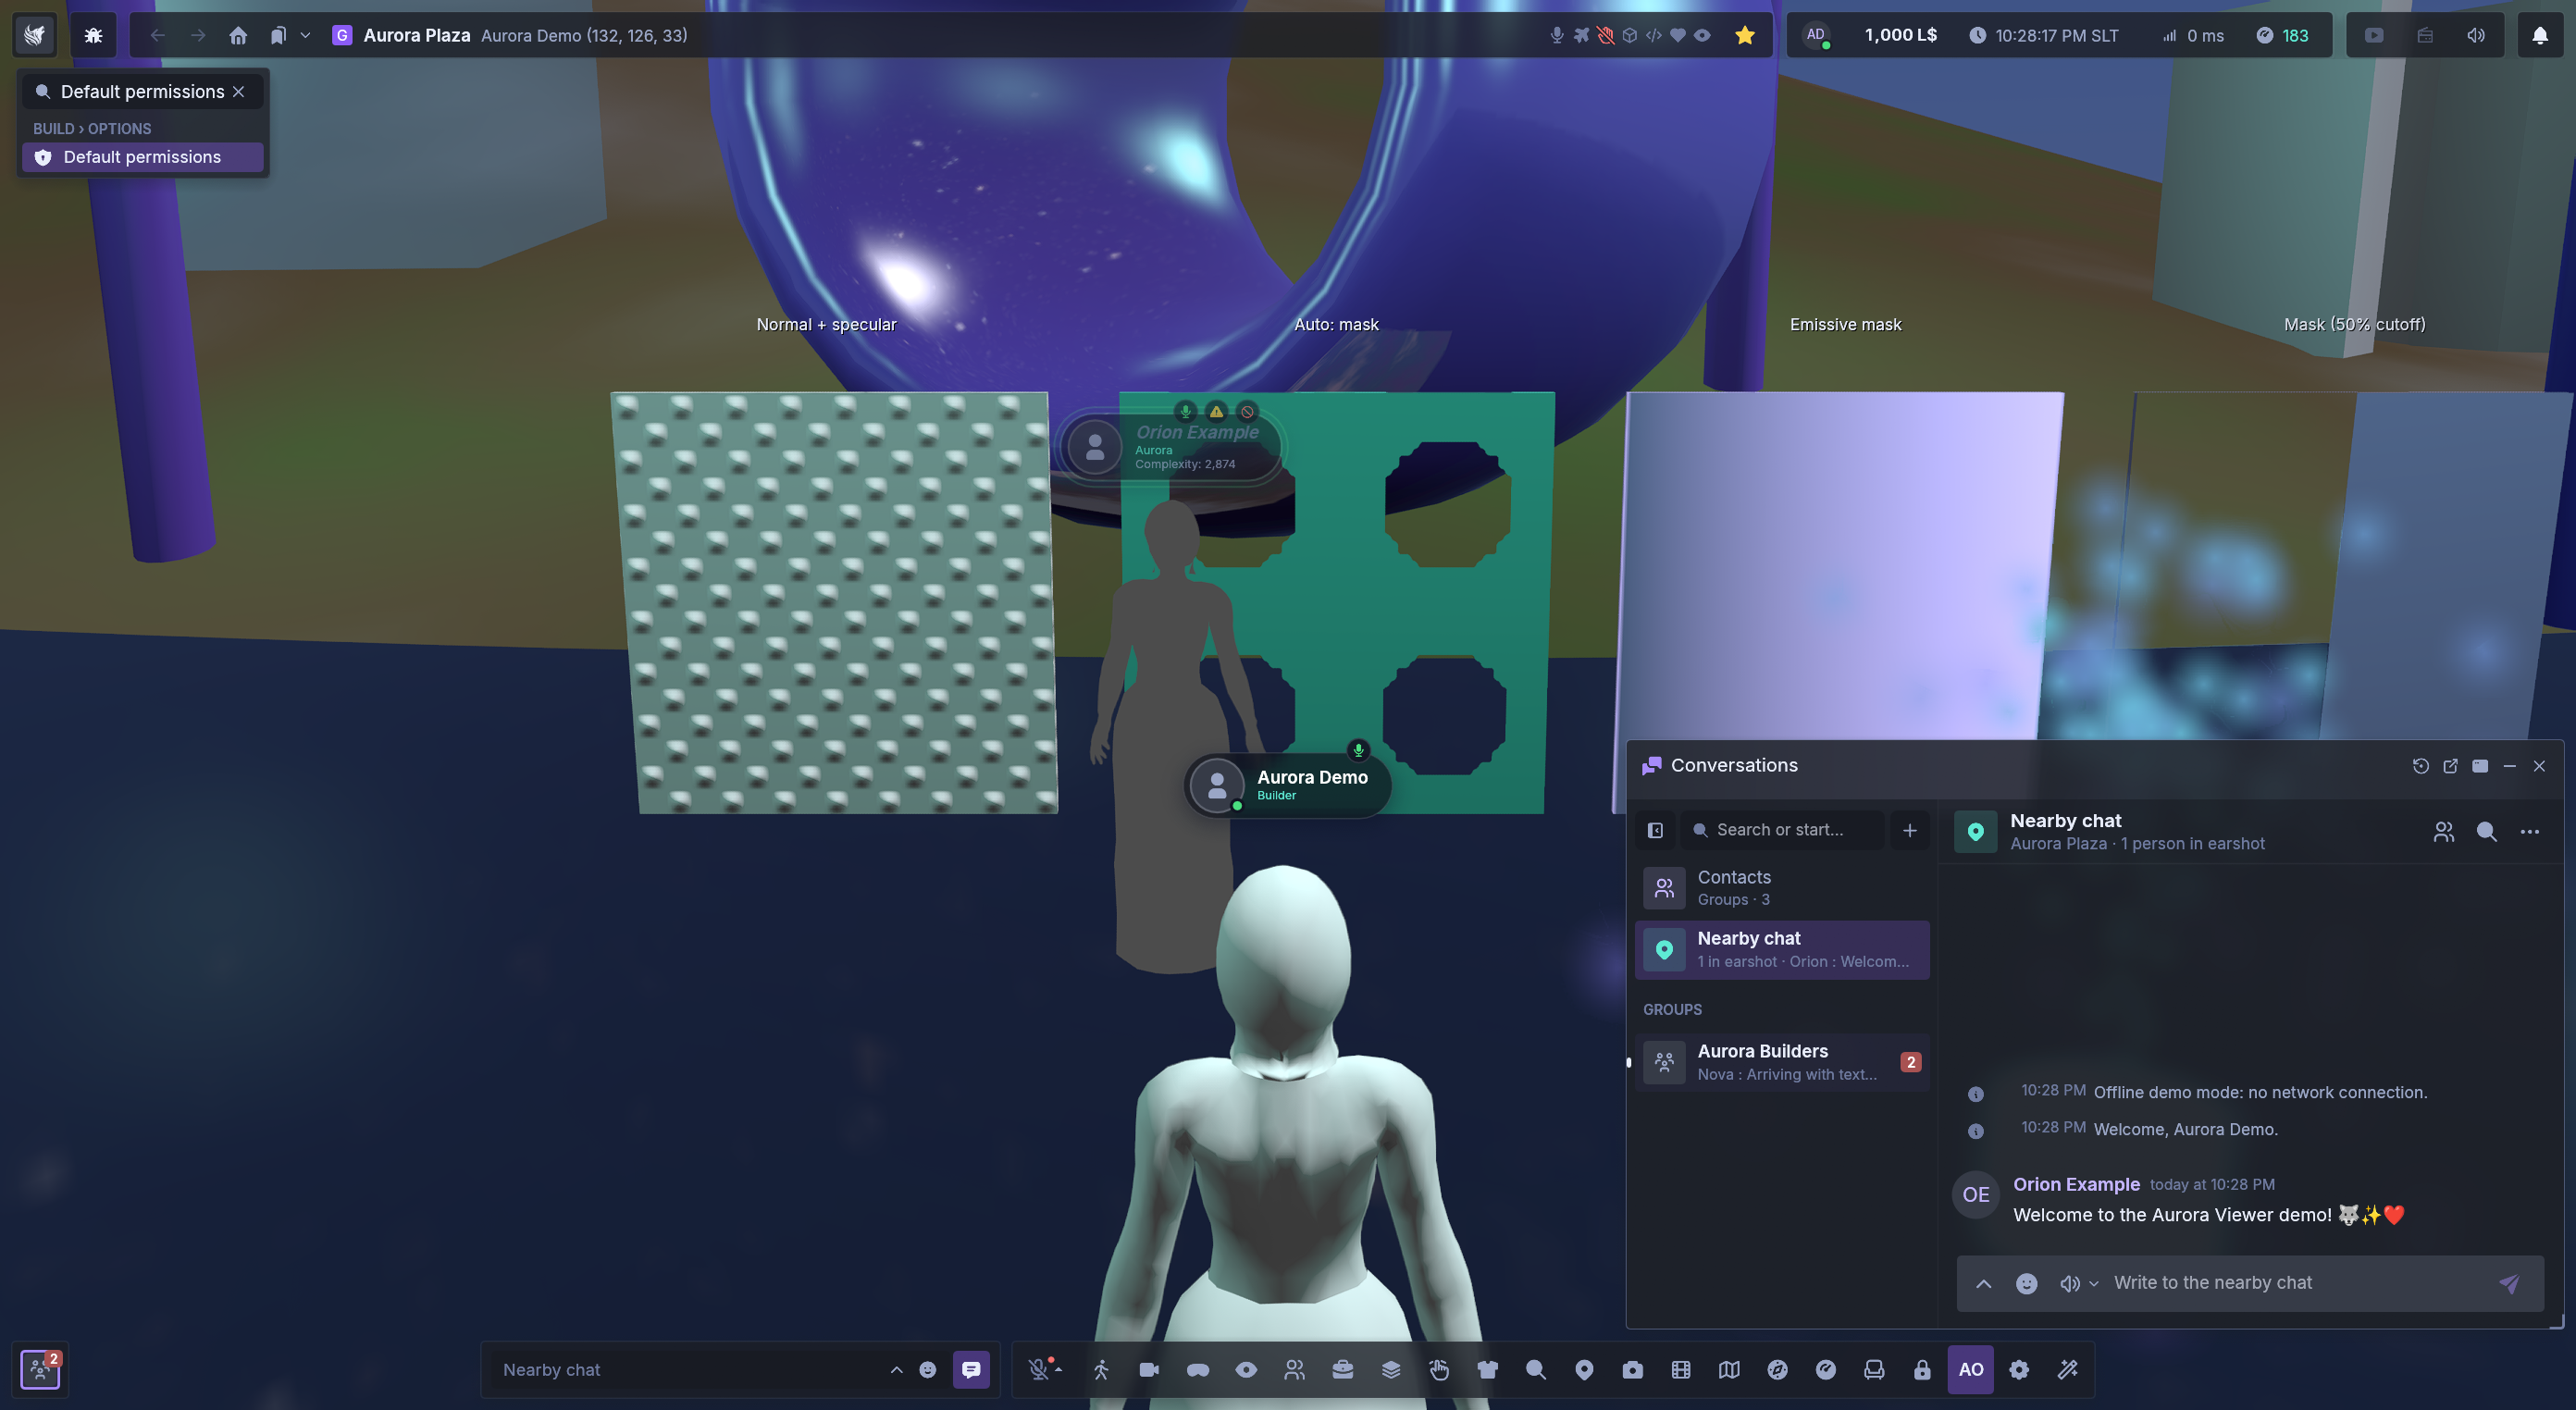 G Aurora Plaza Aurora Demo (132, 126, 33)
AD 1,000 L$ 10:28:17 PM SLT 0 ms 183
Default permissions
BUILD › OPTIONS
Default permissions
Normal + specular
Auto: mask
Emissive mask
Mask (50% cutoff)
Orion Example
Aurora
Complexity: 2,874
Aurora Demo
Builder
Conversations
Search or start...
Contacts
Groups · 3
Nearby chat
1 in earshot · Orion : Welcom...
GROUPS
Aurora Builders
Nova : Arriving with text...
2
Nearby chat
Aurora Plaza · 1 person in earshot
10:28 PM Offline demo mode: no network connection.
10:28 PM Welcome, Aurora Demo.
OE
Orion Example today at 10:28 PM
Welcome to the Aurora Viewer demo! 🐺✨❤️
Write to the nearby chat
2
Nearby chat
AO